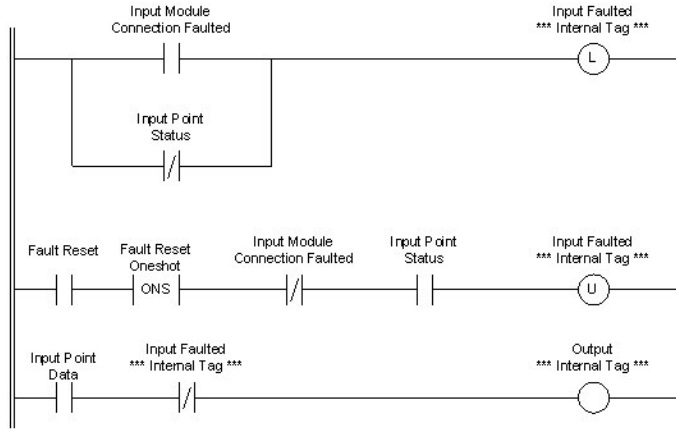 Input Module
Connection Faulted
Input Faulted
*** Internal Tag ***
L
Input Point
Status
Fault Reset
Fault Reset
Oneshot
ONS
Input Module
Connection Faulted
Input Point
Status
Input Faulted
*** Internal Tag ***
U
Input Point
Data
Input Faulted
*** Internal Tag ***
Output
*** Internal Tag ***